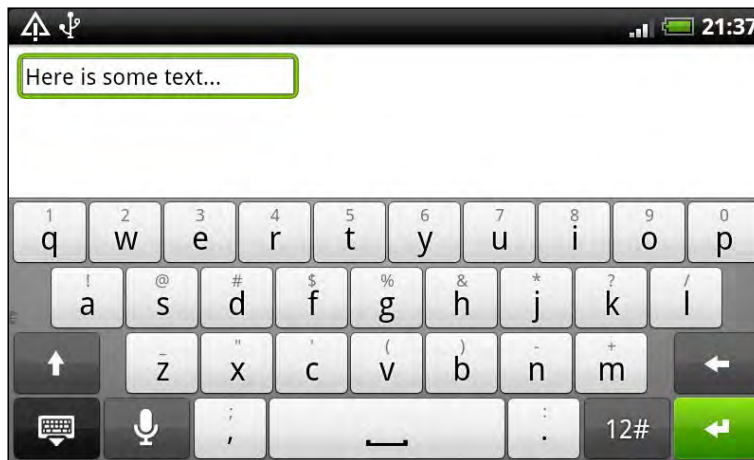 21:37
Here is some text...
1 2 3 4 5 6 7 8 9 0
q w e r t y u i o p
! @ # $ % & * ? /
a s d f g h j k l
_ " ' ( ) - +
z x c v b n m
; :
, . 12#